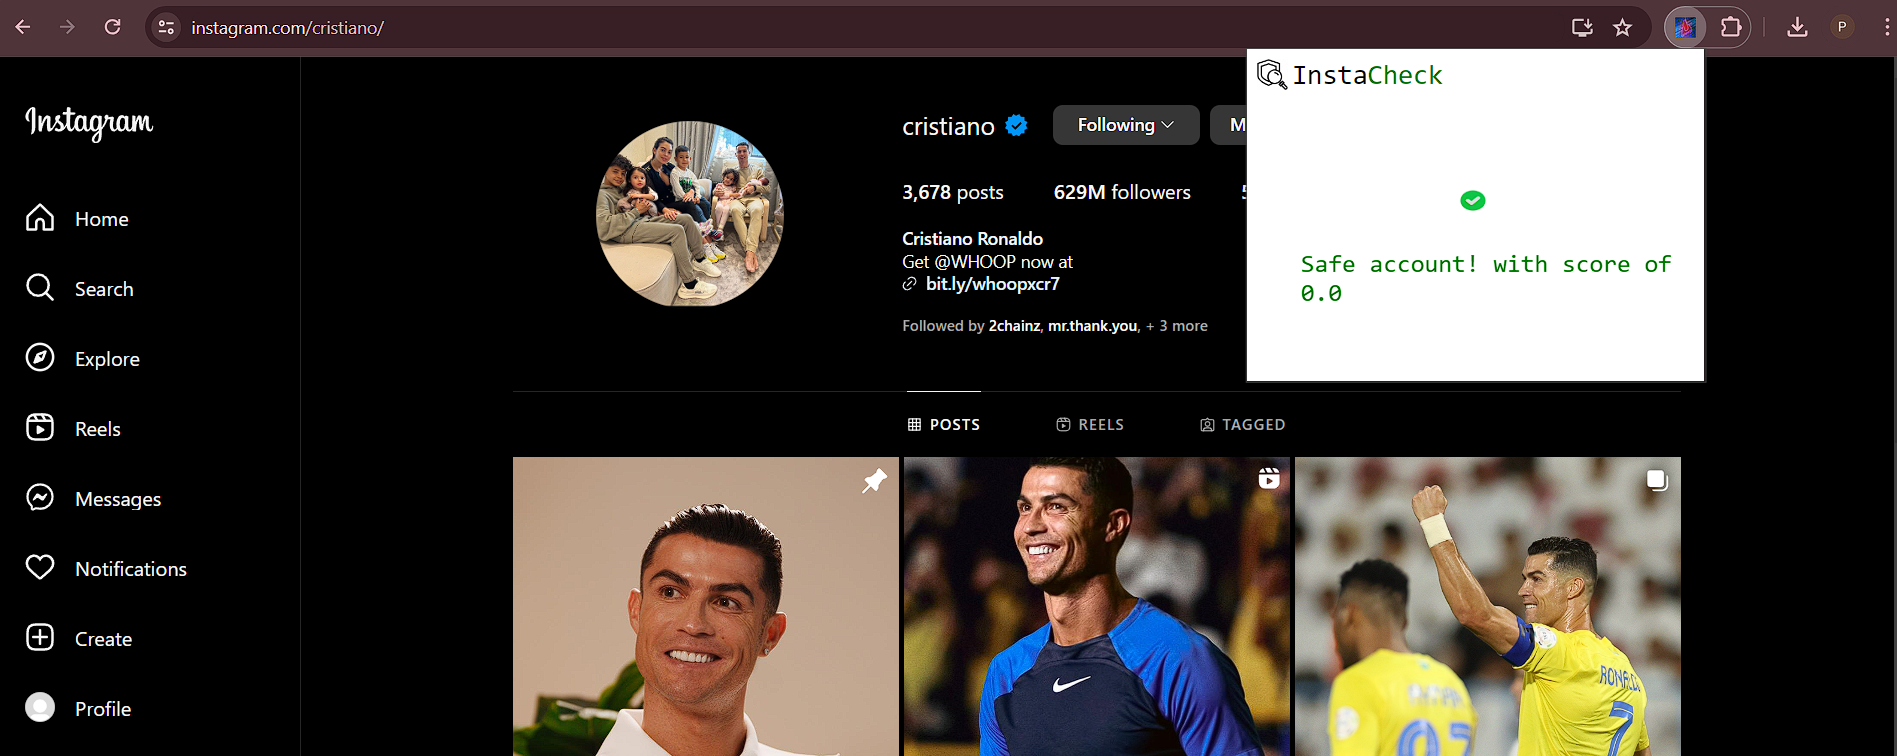 instagram.com/cristiano/
InstaCheck
Safe account! with score of
0.0
Instagram
Home
Search
Explore
Reels
Messages
Notifications
Create
Profile
cristiano
Following
M
3,678 posts
629M followers
Cristiano Ronaldo
Get @WHOOP now at
bit.ly/whoopxcr7
Followed by 2chainz, mr.thank.you, + 3 more
POSTS
REELS
TAGGED
RONALDO
7
P